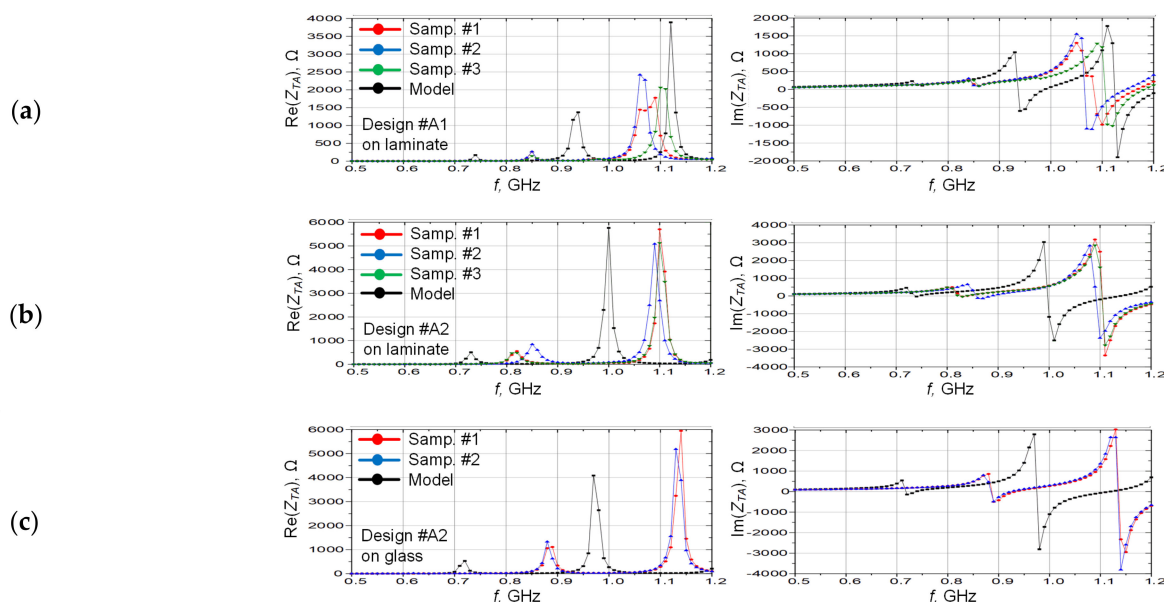 (a)
Re(Z_TA), Ω
4000
3500
3000
2500
2000
1500
1000
500
0
Samp. #1
Samp. #2
Samp. #3
Model
Design #A1
on laminate
0.5 0.6 0.7 0.8 0.9 1.0 1.1 1.2
f, GHz
Im(Z_TA), Ω
2000
1500
1000
500
0
-500
1000
1500
2000
0.5 0.6 0.7 0.8 0.9 1.0 1.1 1.2
f, GHz
(b)
Re(Z_TA), Ω
6000
5000
4000
3000
2000
1000
0
Samp. #1
Samp. #2
Samp. #3
Model
Design #A2
on laminate
0.5 0.6 0.7 0.8 0.9 1.0 1.1 1.2
f, GHz
Im(Z_TA), Ω
4000
3000
2000
1000
0
-1000
-2000
-3000
-4000
0.5 0.6 0.7 0.8 0.9 1.0 1.1 1.2
f, GHz
(c)
Re(Z_TA), Ω
6000
5000
4000
3000
2000
1000
0
Samp. #1
Samp. #2
Model
Design #A2
on glass
0.5 0.6 0.7 0.8 0.9 1.0 1.1 1.2
f, GHz
Im(Z_TA), Ω
3000
2000
1000
0
-1000
-2000
-3000
-4000
0.5 0.6 0.7 0.8 0.9 1.0 1.1 1.2
f, GHz